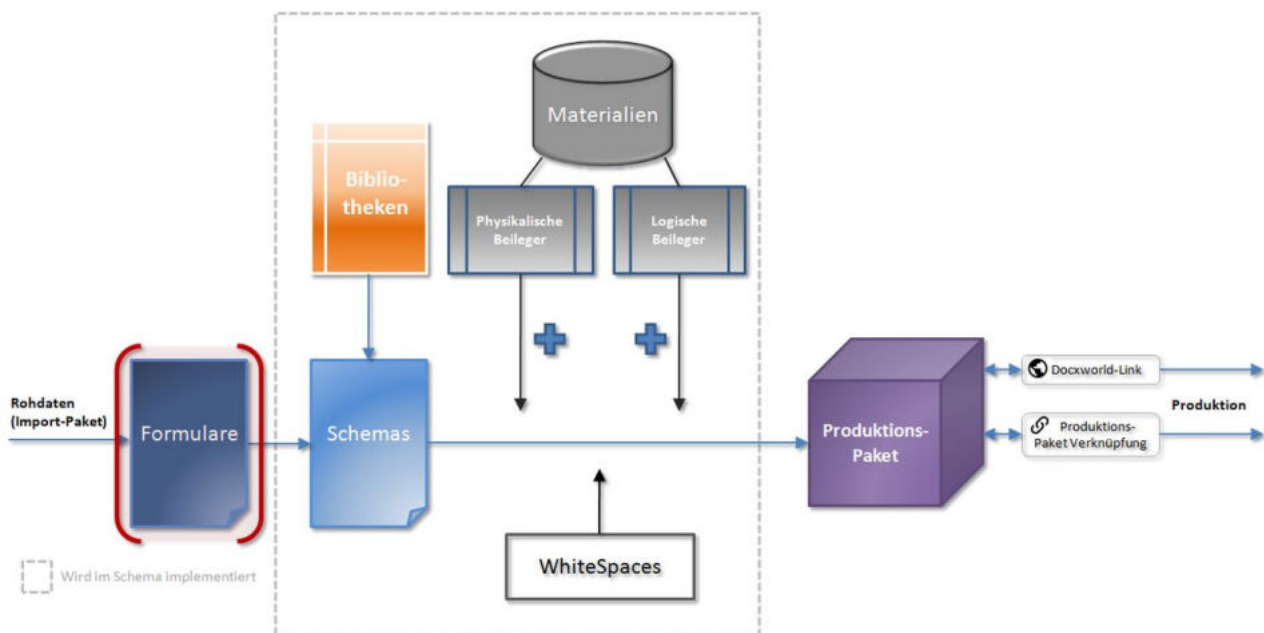 Materialien
Biblio-
theken
Physikalische
Beileger
Logische
Beileger
Rohdaten
(Import-Paket)
Formulare
Schemas
Produktions-
Paket
Docxworld-Link
Produktion
Produktions-
Paket Verknüpfung
WhiteSpaces
Wird im Schema implementiert